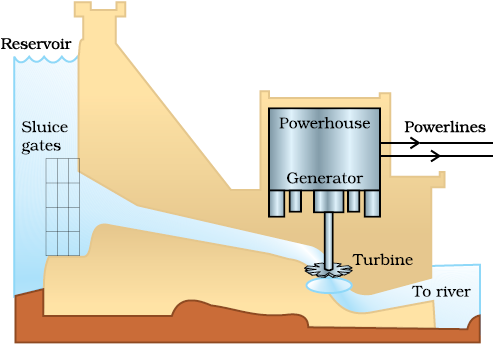 Reservoir
Sluice
gates
Powerhouse
Generator
Powerlines
Turbine
To river